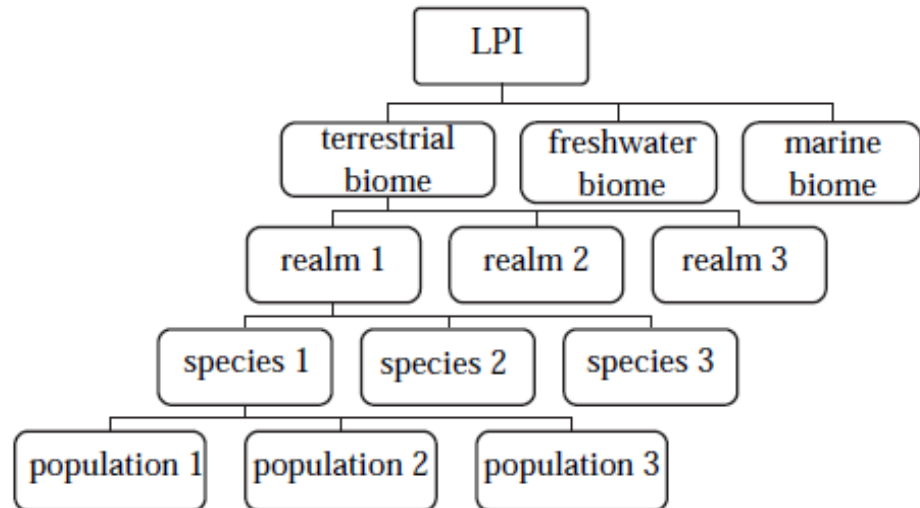 LPI
terrestrial
biome
freshwater
biome
marine
biome
realm 1
realm 2
realm 3
species 1
species 2
species 3
population 1
population 2
population 3